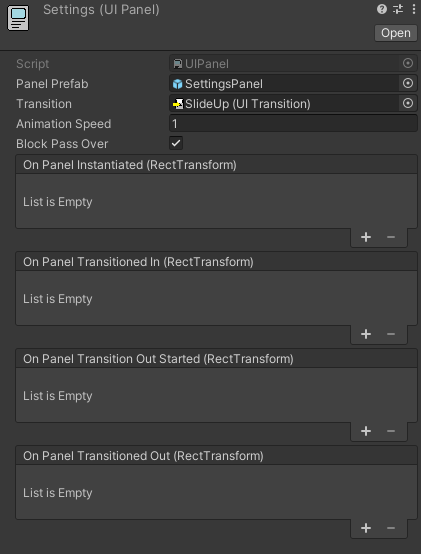 Settings (UI Panel)
Open
Script UIPanel
Panel Prefab SettingsPanel
Transition SlideUp (UI Transition)
Animation Speed 1
Block Pass Over
On Panel Instantiated (RectTransform)
List is Empty
On Panel Transitioned In (RectTransform)
List is Empty
On Panel Transition Out Started (RectTransform)
List is Empty
On Panel Transitioned Out (RectTransform)
List is Empty